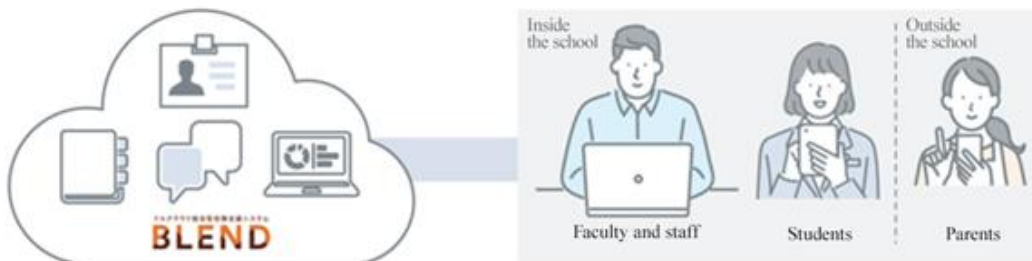 BLEND
Inside
the school
Outside
the school
Faculty and staff
Students
Parents